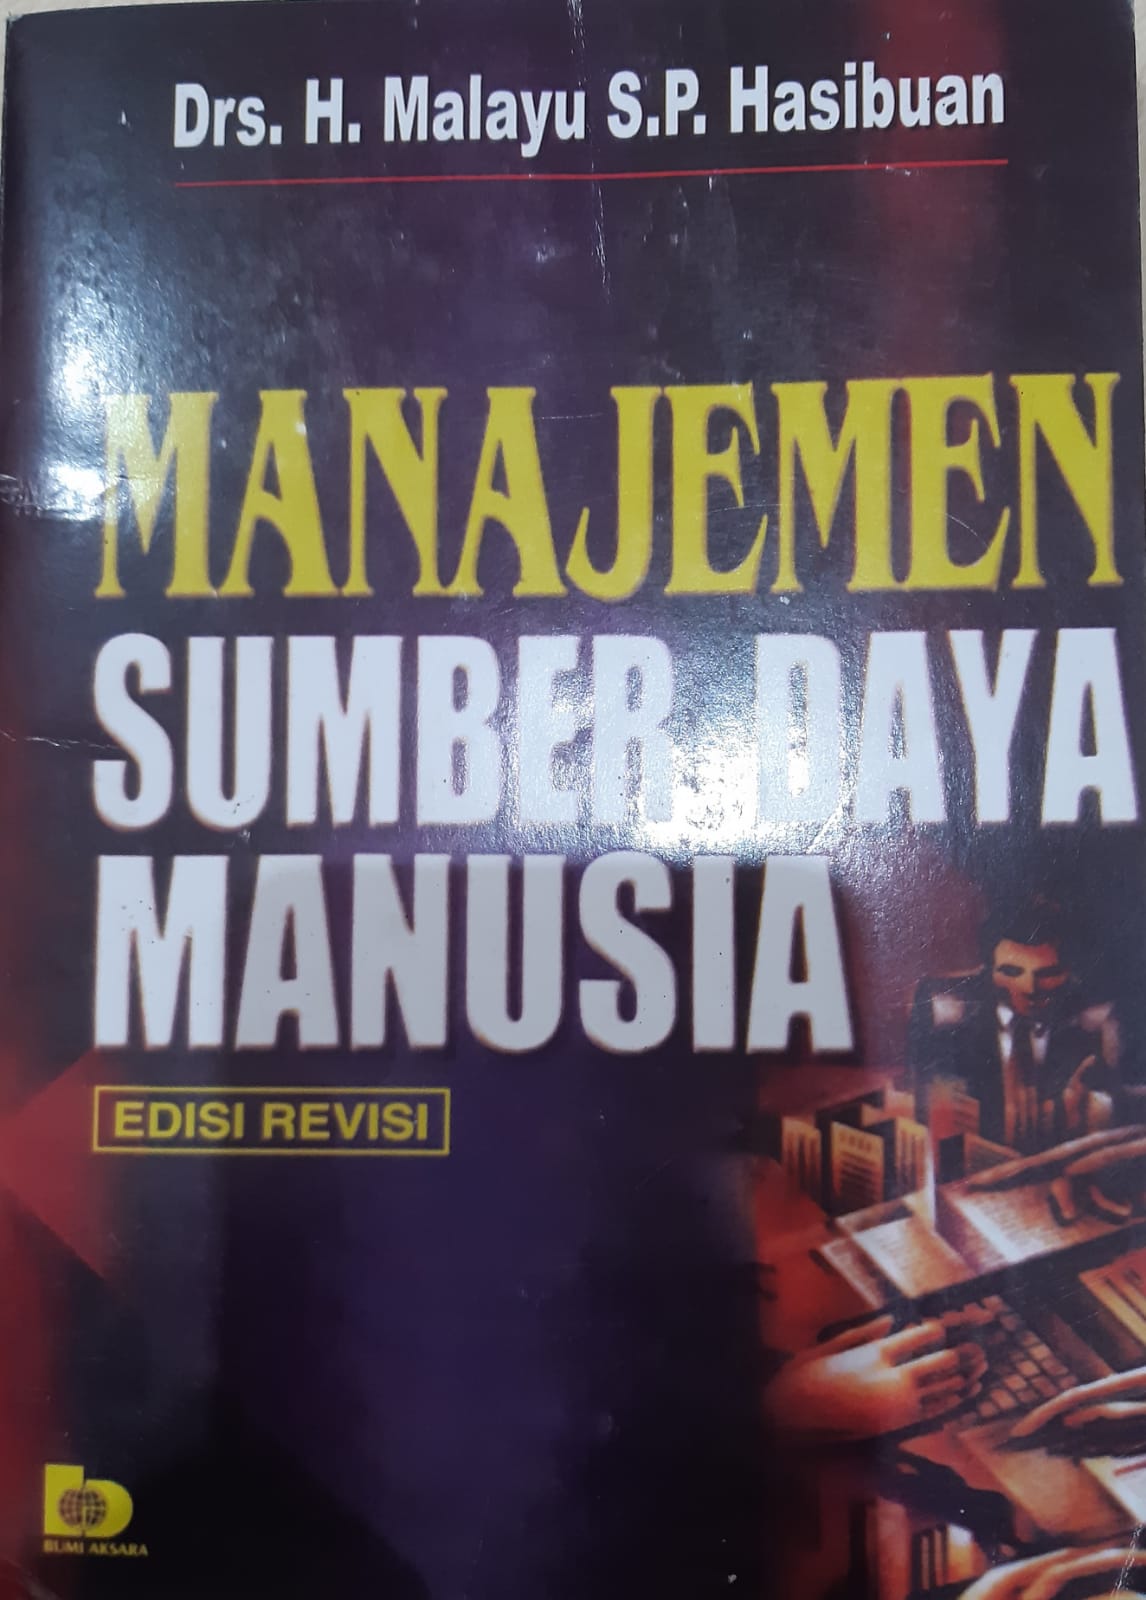 Drs. H. Malayu S.P. Hasibuan
MANAJEMEN
SUMBER DAYA
MANUSIA
EDISI REVISI
BUMI AKSARA